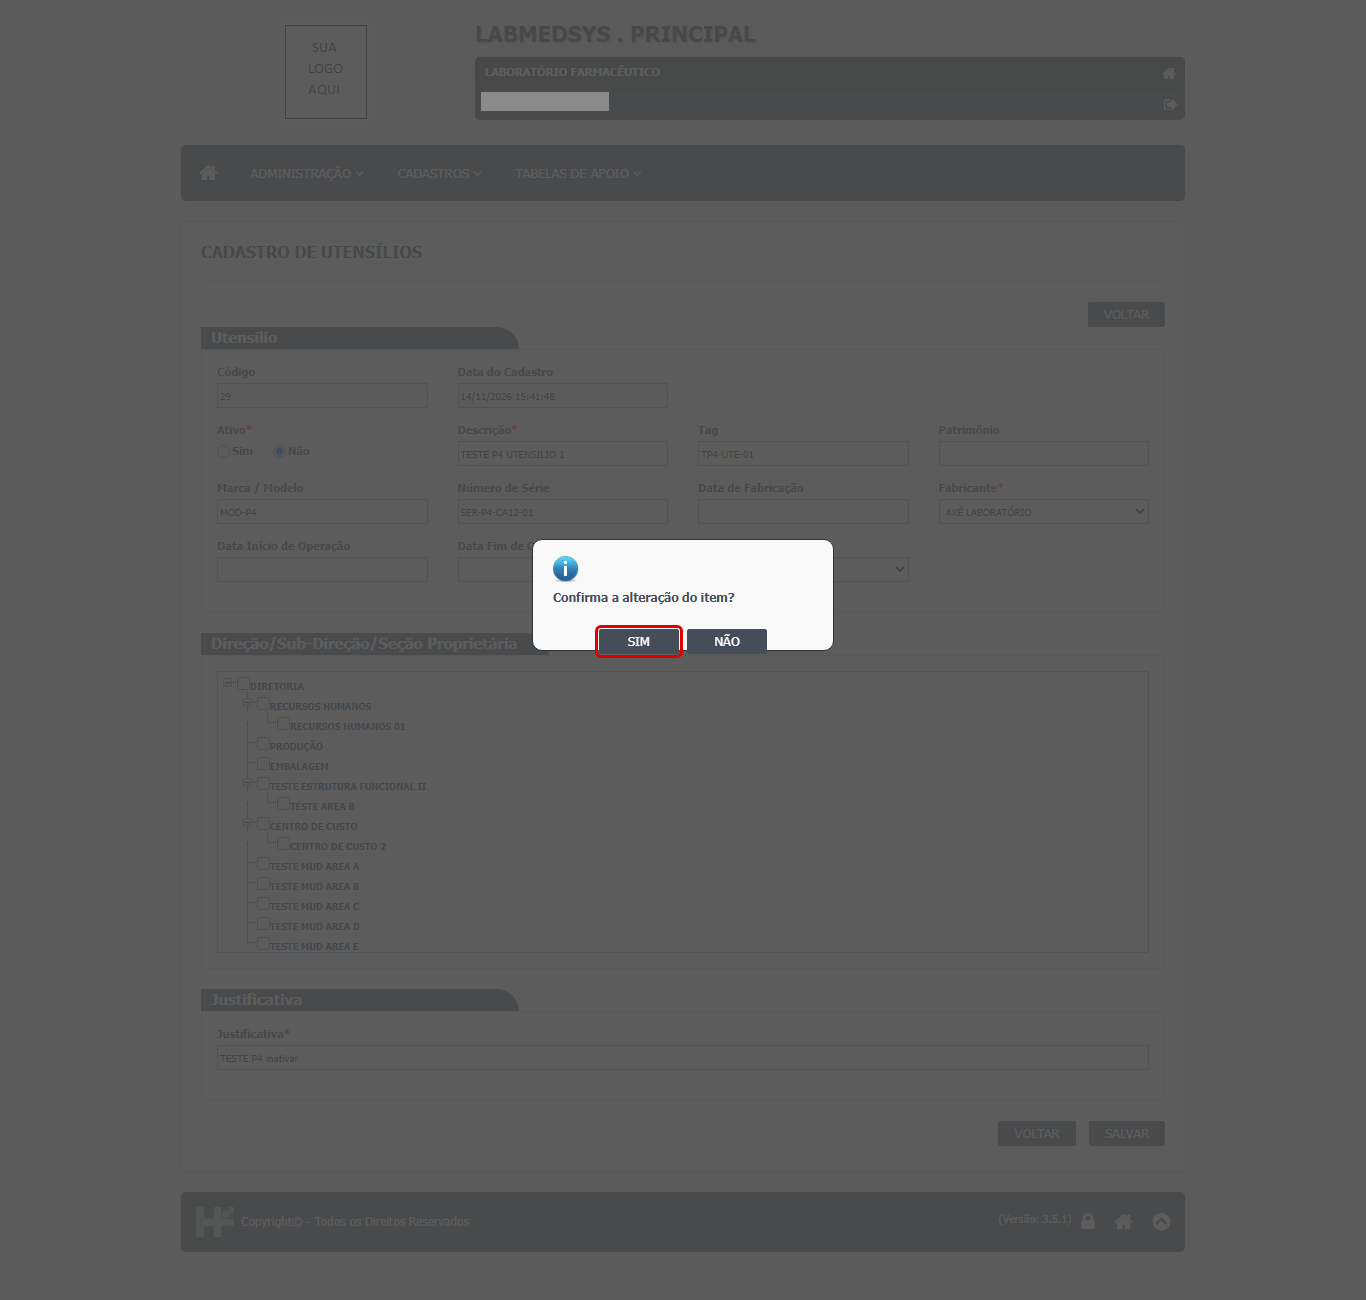 SUA
LOGO
AQUI
LABMEDSYS . PRINCIPAL
LABORATÓRIO FARMACÊUTICO
ADMINISTRAÇÃO
CADASTROS
TABELAS DE APOIO
CADASTRO DE UTENSÍLIOS
VOLTAR
Utensílio
Código
Data do Cadastro
29
14/11/2026 15:41:48
Ativo*
Descrição*
Tag
Patrimônio
Sim
Não
TESTE P4 UTENSILIO 1
TP4-UTE-01
Marca / Modelo
Número de Série
Data de Fabricação
Fabricante*
MOD-P4
SER-P4-CA12-01
AXÉ LABORATÓRIO
Data Início de Operação
Data Fim de
Confirma a alteração do item?
SIM
NÃO
Direção/Sub-Direção/Seção Proprietária
DIRETORIA
RECURSOS HUMANOS
RECURSOS HUMANOS 01
PRODUÇÃO
EMBALAGEM
TESTE ESTRUTURA FUNCIONAL II
TESTE AREA B
CENTRO DE CUSTO
CENTRO DE CUSTO 2
TESTE MUD AREA A
TESTE MUD AREA B
TESTE MUD AREA C
TESTE MUD AREA D
TESTE MUD AREA E
Justificativa
Justificativa*
TESTE P4 inativar
VOLTAR
SALVAR
Copyright© - Todos os Direitos Reservados
(Versão: 3.5.1)